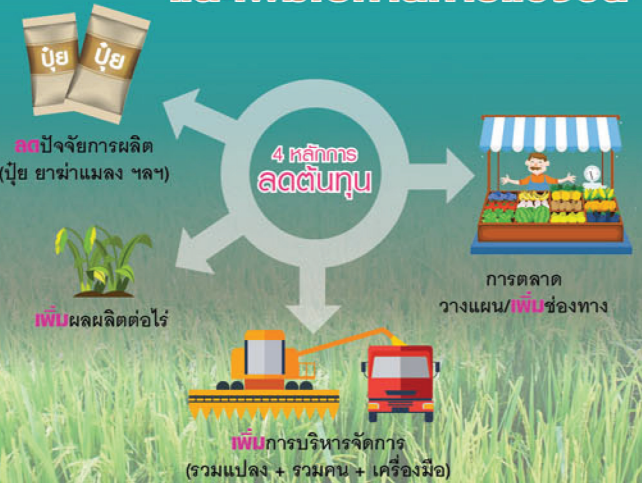 ปุ๋ย ปุ๋ย
ลดปัจจัยการผลิต
(ปุ๋ย ยาฆ่าแมลง ฯลฯ)
4 หลักการ
ลดต้นทุน
การตลาด
วางแผน/เพิ่มช่องทาง
เพิ่มผลผลิตต่อไร่
เพิ่มการบริหารจัดการ
(รวมแปลง + รวมคน + เครื่องมือ)